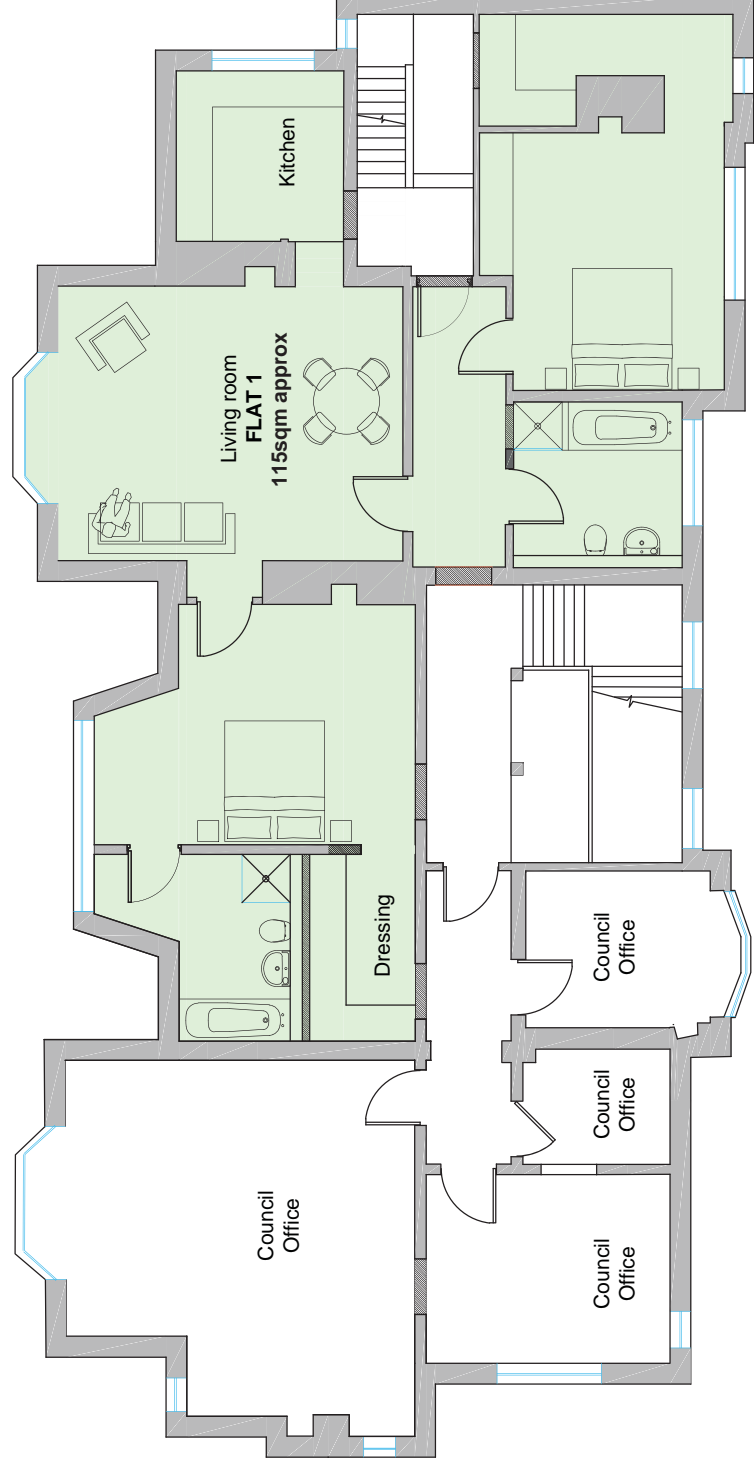 Kitchen
Living room
FLAT 1
115sqm approx
Dressing
Council
Office
Council
Office
Council
Office
Council
Office